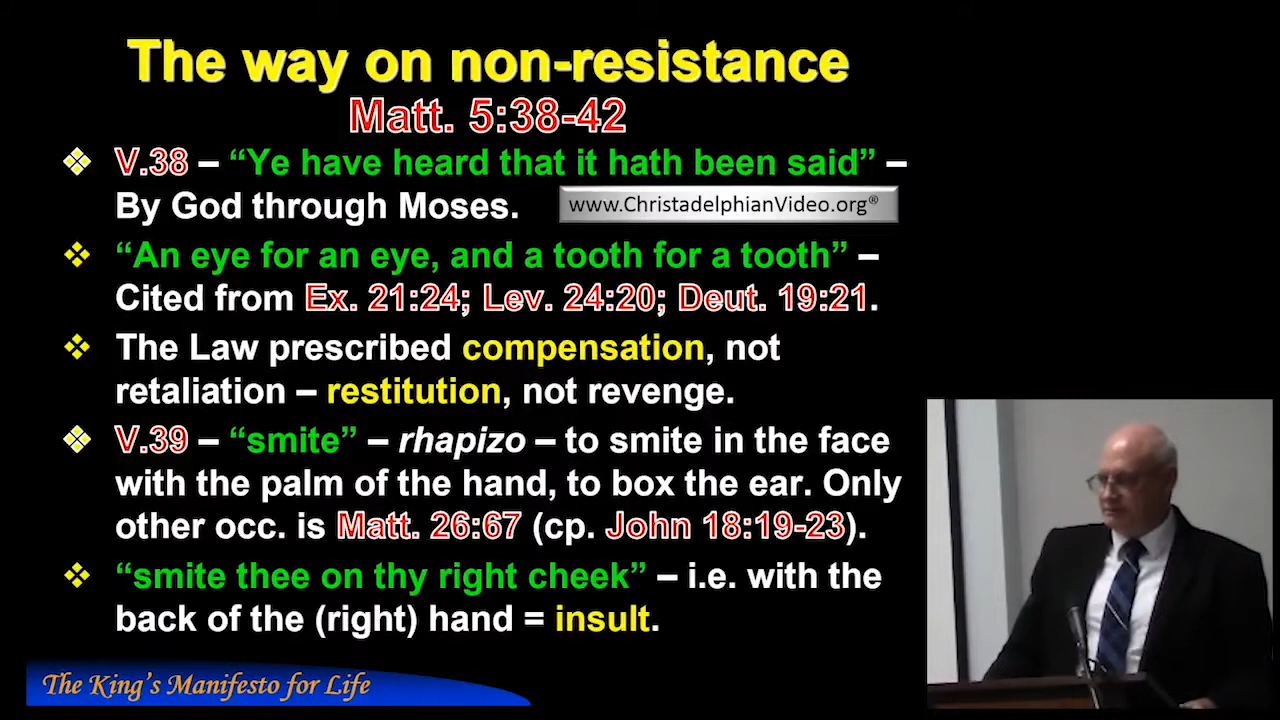 The way on non-resistance
Matt. 5:38-42
V.38 – “Ye have heard that it hath been said” –
By God through Moses.
www.ChristadelphianVideo.org®
“An eye for an eye, and a tooth for a tooth” –
Cited from Ex. 21:24; Lev. 24:20; Deut. 19:21.
The Law prescribed compensation, not
retaliation – restitution, not revenge.
V.39 – “smite” – rhapizo – to smite in the face
with the palm of the hand, to box the ear. Only
other occ. is Matt. 26:67 (cp. John 18:19-23).
“smite thee on thy right cheek” – i.e. with the
back of the (right) hand = insult.
The King's Manifesto for Life